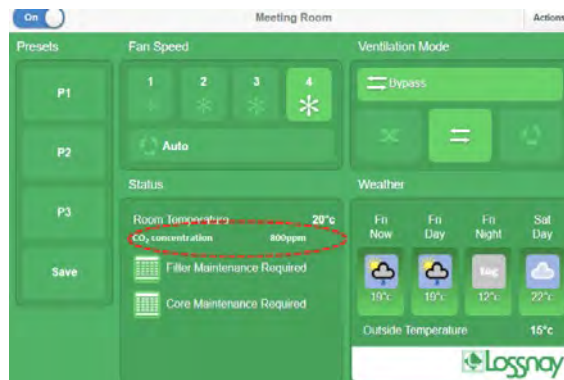 On
Meeting Room
Actions
Presets
P1
P2
P3
Save
Fan Speed
1 2 3 4
Auto
Ventilation Mode
Bypass
Status
Room Temperature 20°c
CO₂ concentration 800ppm
Filter Maintenance Required
Core Maintenance Required
Weather
Fri Fri Fri Sat
Now Day Night Day
fog
19°c 19°c 12°c 22°c
Outside Temperature 15°c
Lossnay